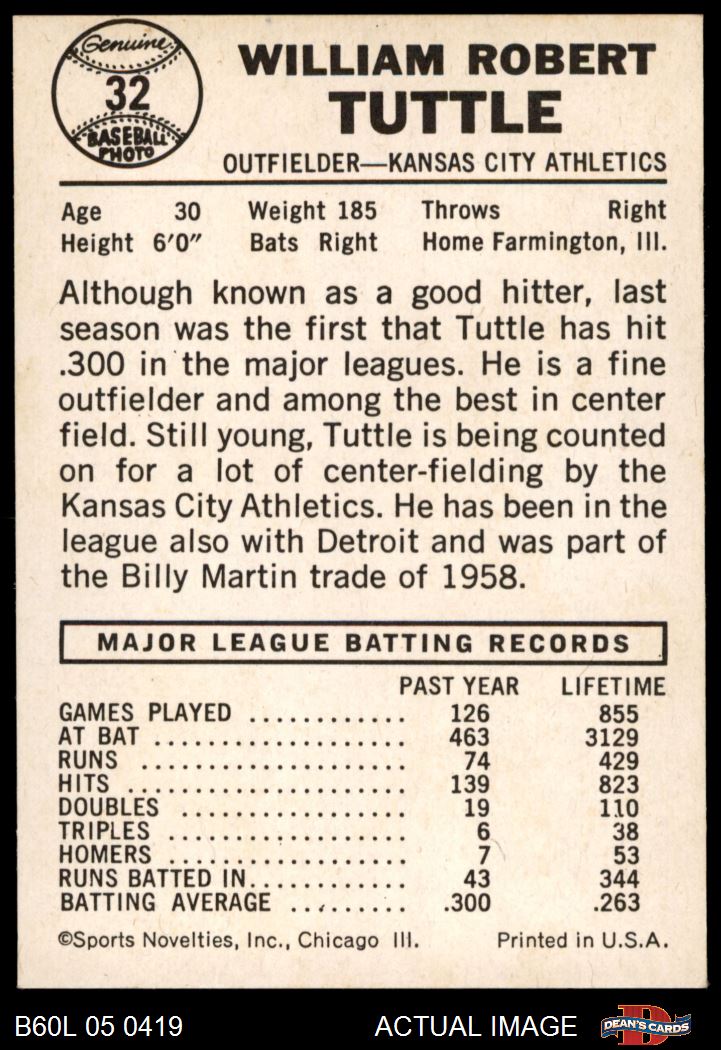 Genuine
32
BASEBALL
PHOTO
WILLIAM ROBERT
TUTTLE
OUTFIELDER—KANSAS CITY ATHLETICS
Age 30 Weight 185 Throws Right
Height 6'0" Bats Right Home Farmington, Ill.
Although known as a good hitter, last
season was the first that Tuttle has hit
.300 in the major leagues. He is a fine
outfielder and among the best in center
field. Still young, Tuttle is being counted
on for a lot of center-fielding by the
Kansas City Athletics. He has been in the
league also with Detroit and was part of
the Billy Martin trade of 1958.
MAJOR LEAGUE BATTING RECORDS
PAST YEAR LIFETIME
GAMES PLAYED ............ 126 855
AT BAT .................... 463 3129
RUNS ..................... 74 429
HITS ...................... 139 823
DOUBLES ................. 19 110
TRIPLES .................. 6 38
HOMERS .................. 7 53
RUNS BATTED IN............ 43 344
BATTING AVERAGE ......... .300 .263
©Sports Novelties, Inc., Chicago Ill. Printed in U.S.A.
B60L 05 0419 ACTUAL IMAGE DEAN'S CARDS